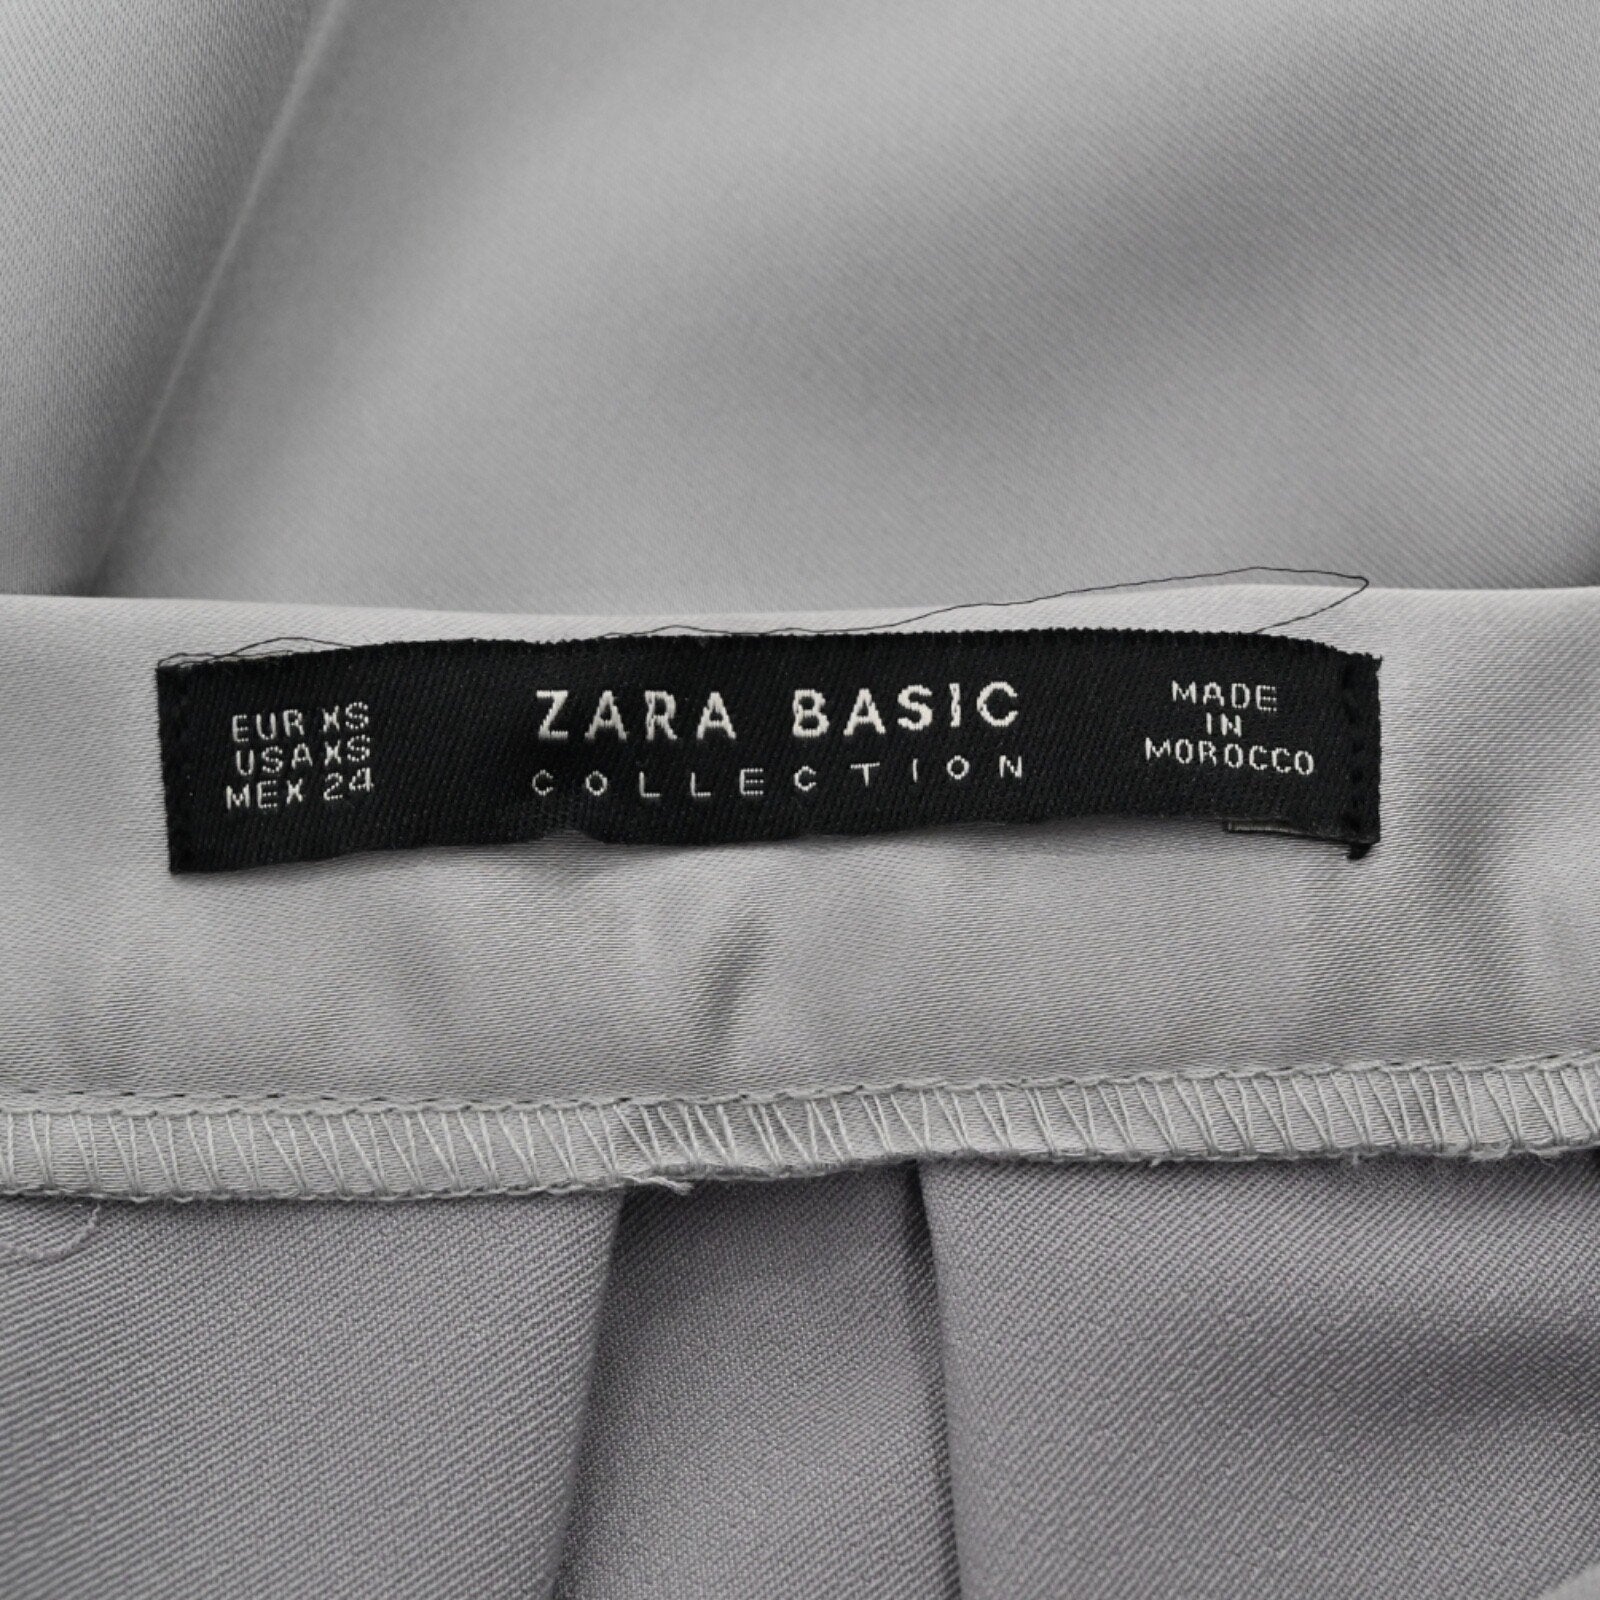 EUR XS
USA XS
MEX 24
ZARA BASIC
COLLECTION
MADE
IN
MOROCCO